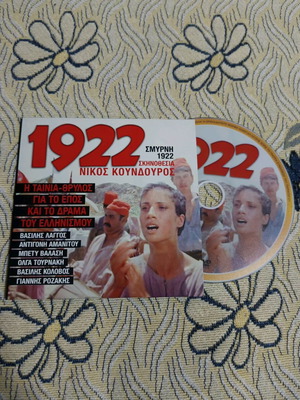 1922
ΣΜΥΡΝΗ
1922
ΣΚΗΝΟΘΕΣΙΑ
ΝΙΚΟΣ ΚΟΥΝΔΟΥΡΟΣ
Η ΤΑΙΝΙΑ-ΘΡΥΛΟΣ
ΓΙΑ ΤΟ ΕΠΟΣ
ΚΑΙ ΤΟ ΔΡΑΜΑ
ΤΟΥ ΕΛΛΗΝΙΣΜΟΥ
ΒΑΣΙΛΗΣ ΛΑΓΓΟΣ
ΑΝΤΙΓΟΝΗ ΑΜΑΝΙΤΟΥ
ΜΠΕΤΥ ΒΑΛΑΣΗ
ΟΛΓΑ ΤΟΥΡΝΑΚΗ
ΒΑΣΙΛΗΣ ΚΟΛΟΒΟΣ
ΓΙΑΝΝΗΣ ΡΟΖΑΚΗΣ
922